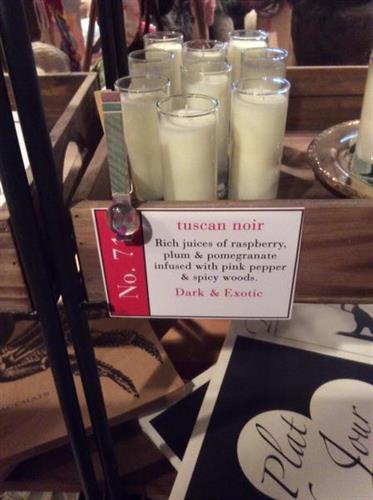 No. 71
tuscan noir
Rich juices of raspberry,
plum & pomegranate
infused with pink pepper
& spicy woods.
Dark & Exotic
Plat
Jour